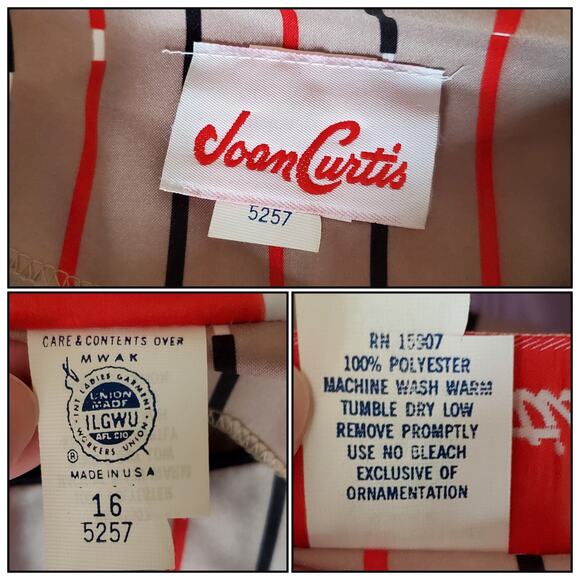 Joan Curtis
5257
CARE & CONTENTS OVER
MWAK
INT LADIES GARMENT WORKERS UNION
UNION
MADE
ILGWU
AFL CIO
®
MADE IN U S A
16
5257
RN 15907
100% POLYESTER
MACHINE WASH WARM
TUMBLE DRY LOW
REMOVE PROMPTLY
USE NO BLEACH
EXCLUSIVE OF
ORNAMENTATION